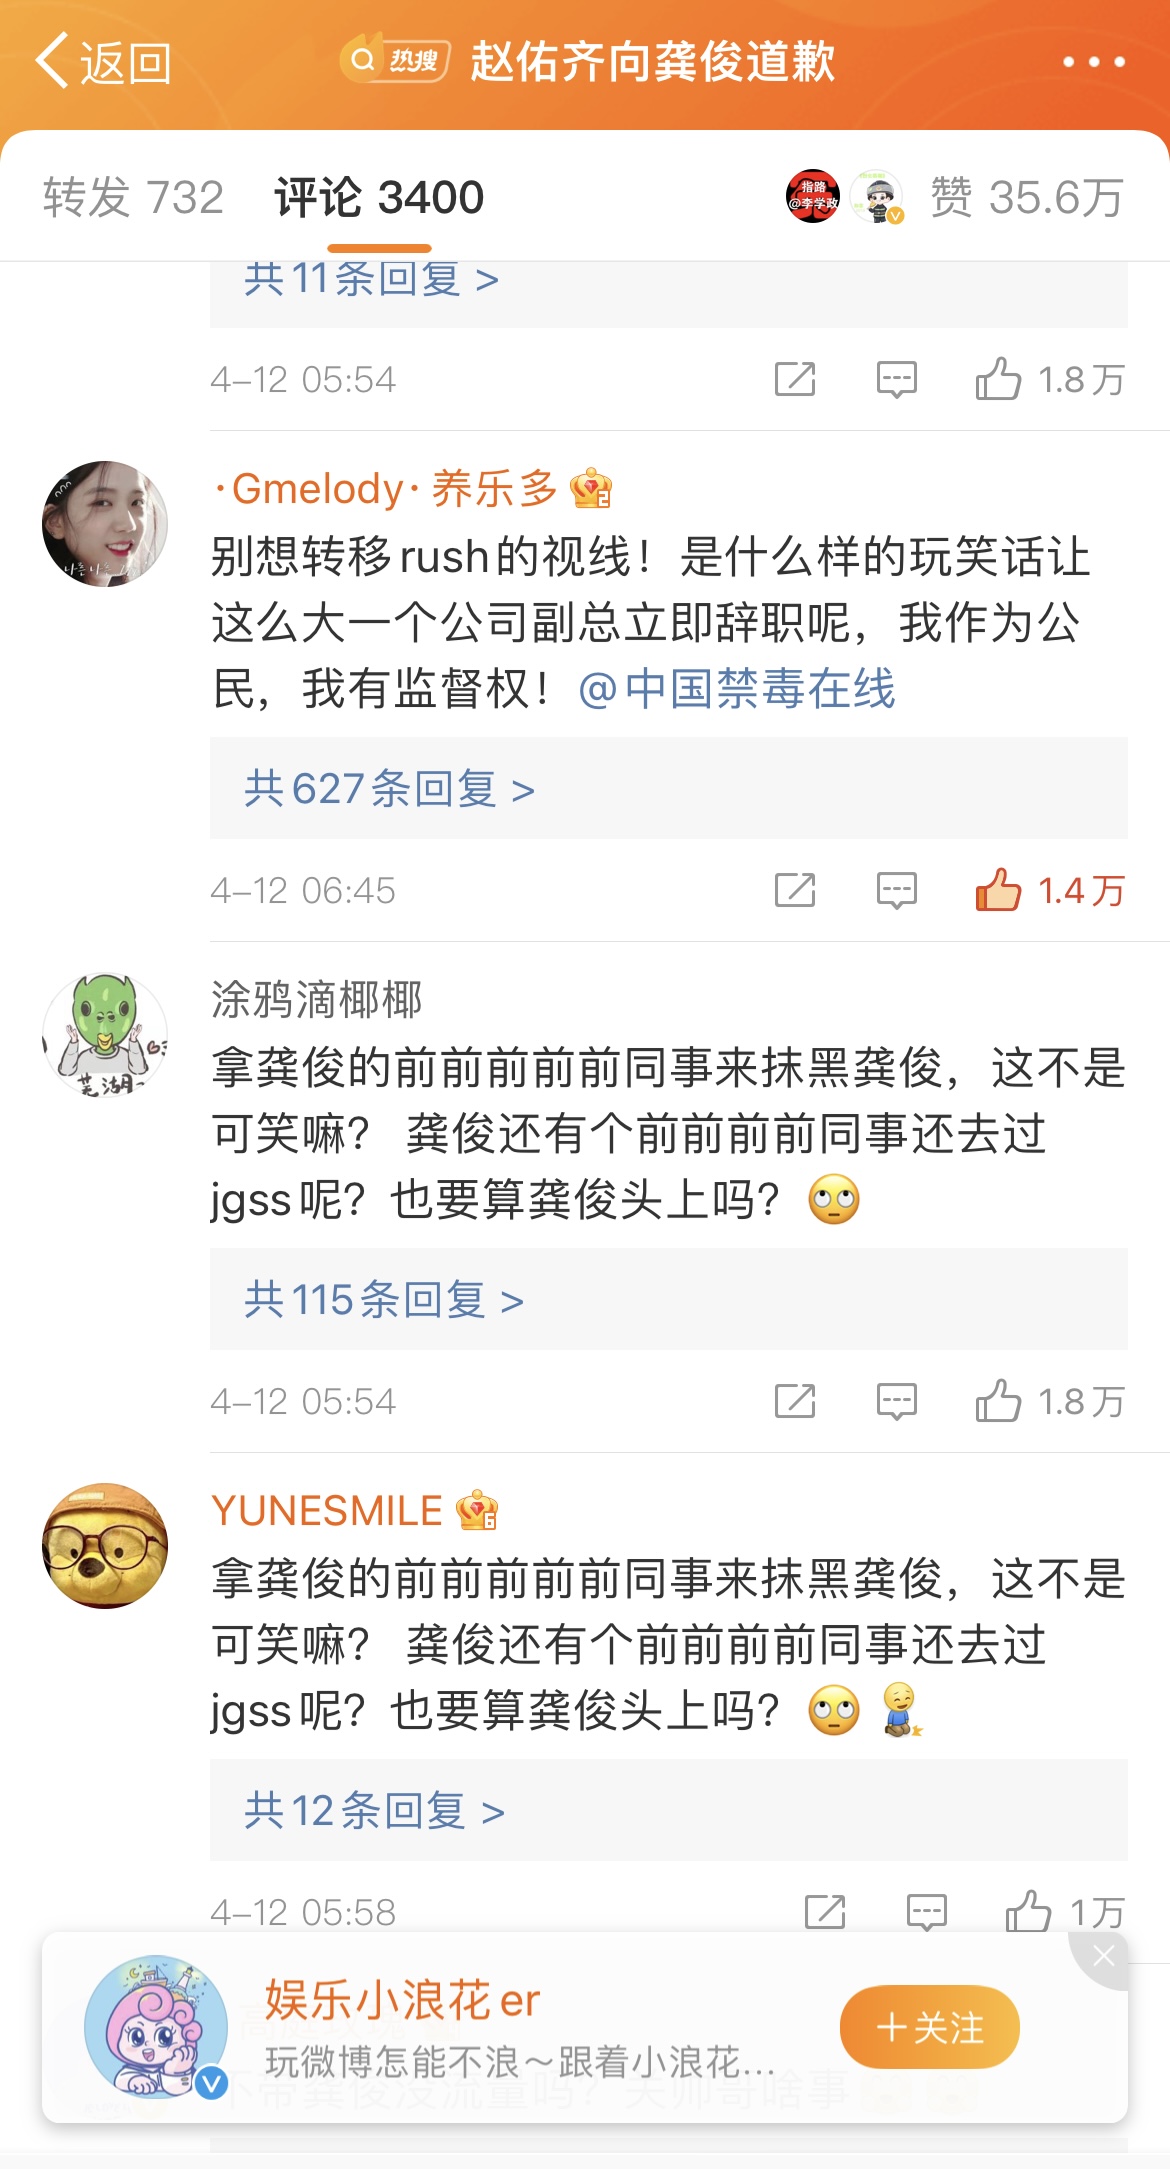 返回
热搜 赵佑齐向龚俊道歉
转发 732 评论 3400 赞 35.6万
指路
@李学政
共11条回复 >
4-12 05:54 1.8万
·Gmelody·养乐多
别想转移rush的视线！是什么样的玩笑话让
这么大一个公司副总立即辞职呢，我作为公
民，我有监督权！@中国禁毒在线
共627条回复 >
4-12 06:45 1.4万
涂鸦滴椰椰
拿龚俊的前前前前前同事来抹黑龚俊，这不是
可笑嘛？ 龚俊还有个前前前前同事还去过
jgss呢？也要算龚俊头上吗？
共115条回复 >
4-12 05:54 1.8万
芜湖~
YUNESMILE
拿龚俊的前前前前前同事来抹黑龚俊，这不是
可笑嘛？ 龚俊还有个前前前前同事还去过
jgss呢？也要算龚俊头上吗？
共12条回复 >
4-12 05:58 1万
娱乐小浪花er
玩微博怎能不浪～跟着小浪花...
+关注